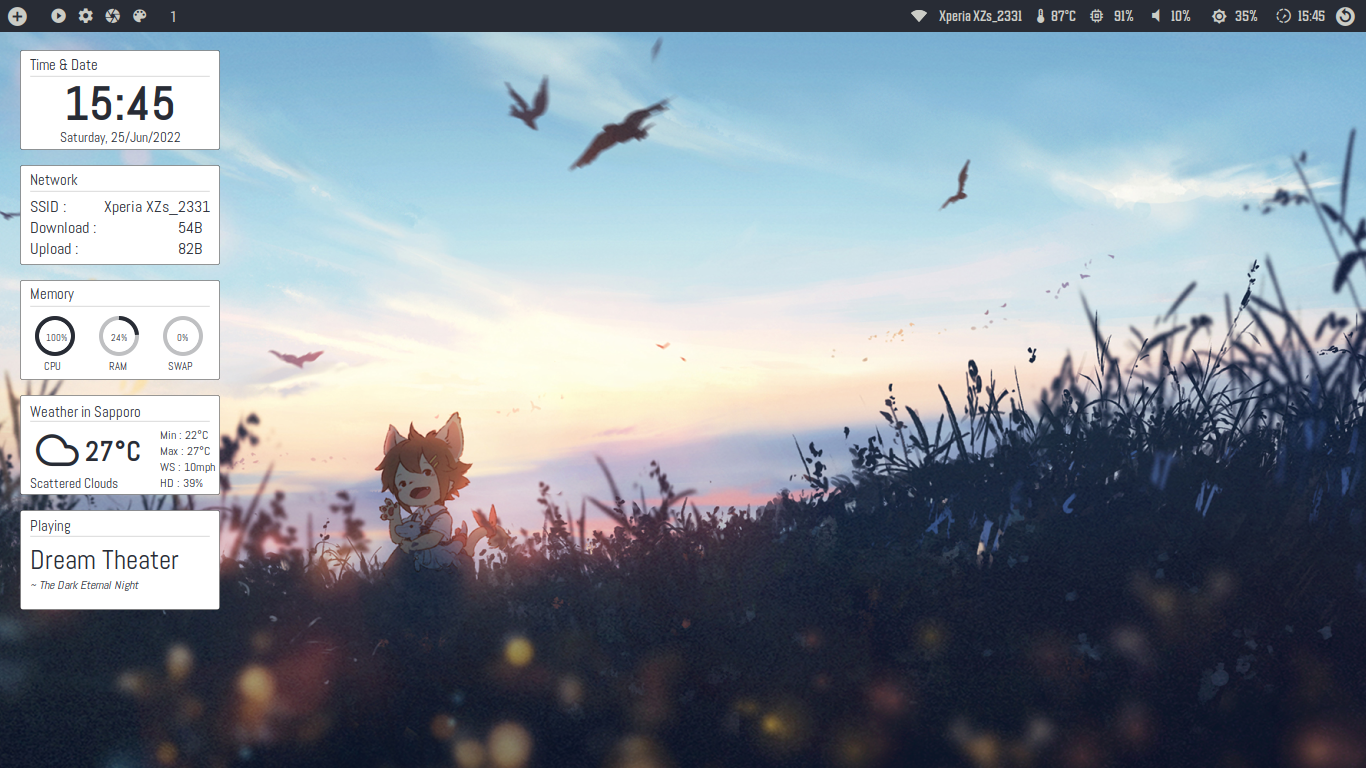 1
Xperia XZs_2331 87°C 91% 10% 35% 15:45
Time & Date
15:45
Saturday, 25/Jun/2022
Network
SSID : Xperia XZs_2331
Download : 54B
Upload : 82B
Memory
100% 24% 0%
CPU RAM SWAP
Weather in Sapporo
27°C
Min : 22°C
Max : 27°C
WS : 10mph
HD : 39%
Scattered Clouds
Playing
Dream Theater
~ The Dark Eternal Night